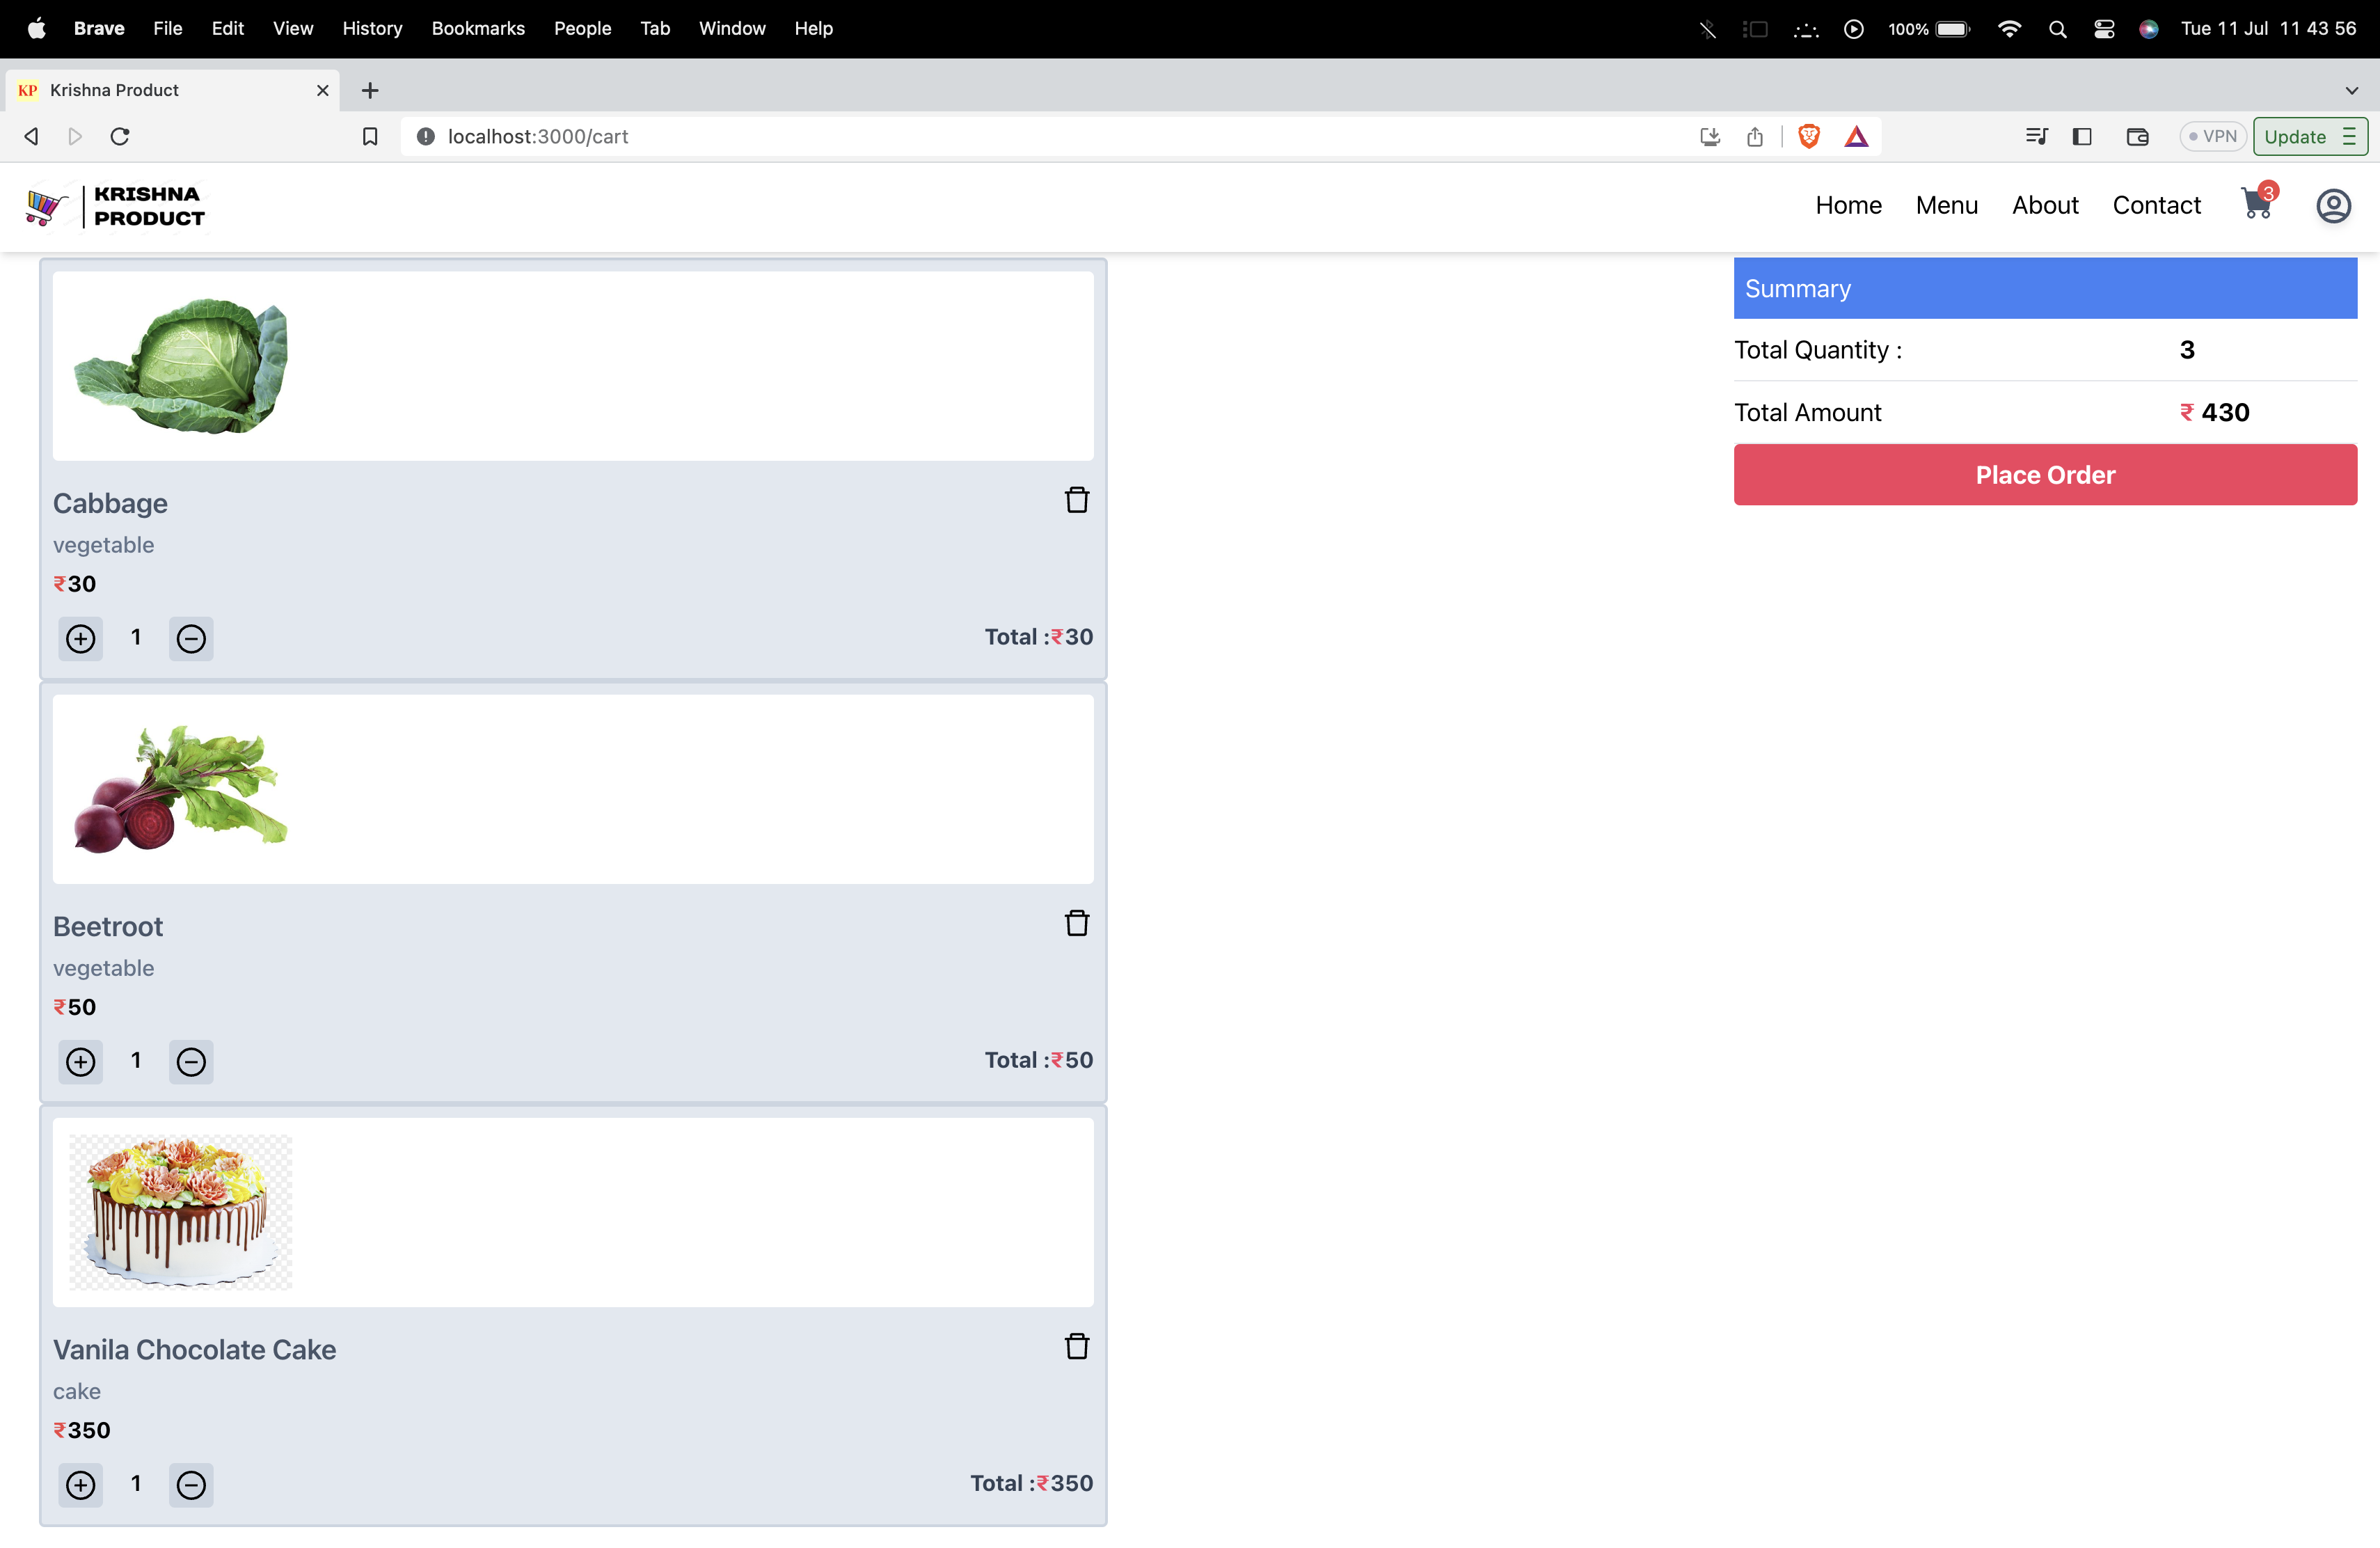 Brave File Edit View History Bookmarks People Tab Window Help 100% Tue 11 Jul 11 43 56
KP Krishna Product
localhost:3000/cart VPN Update
KRISHNA
PRODUCT
Home Menu About Contact 3
Cabbage
vegetable
₹30
1 Total :₹30
Beetroot
vegetable
₹50
1 Total :₹50
Vanila Chocolate Cake
cake
₹350
1 Total :₹350
Summary
Total Quantity : 3
Total Amount ₹ 430
Place Order